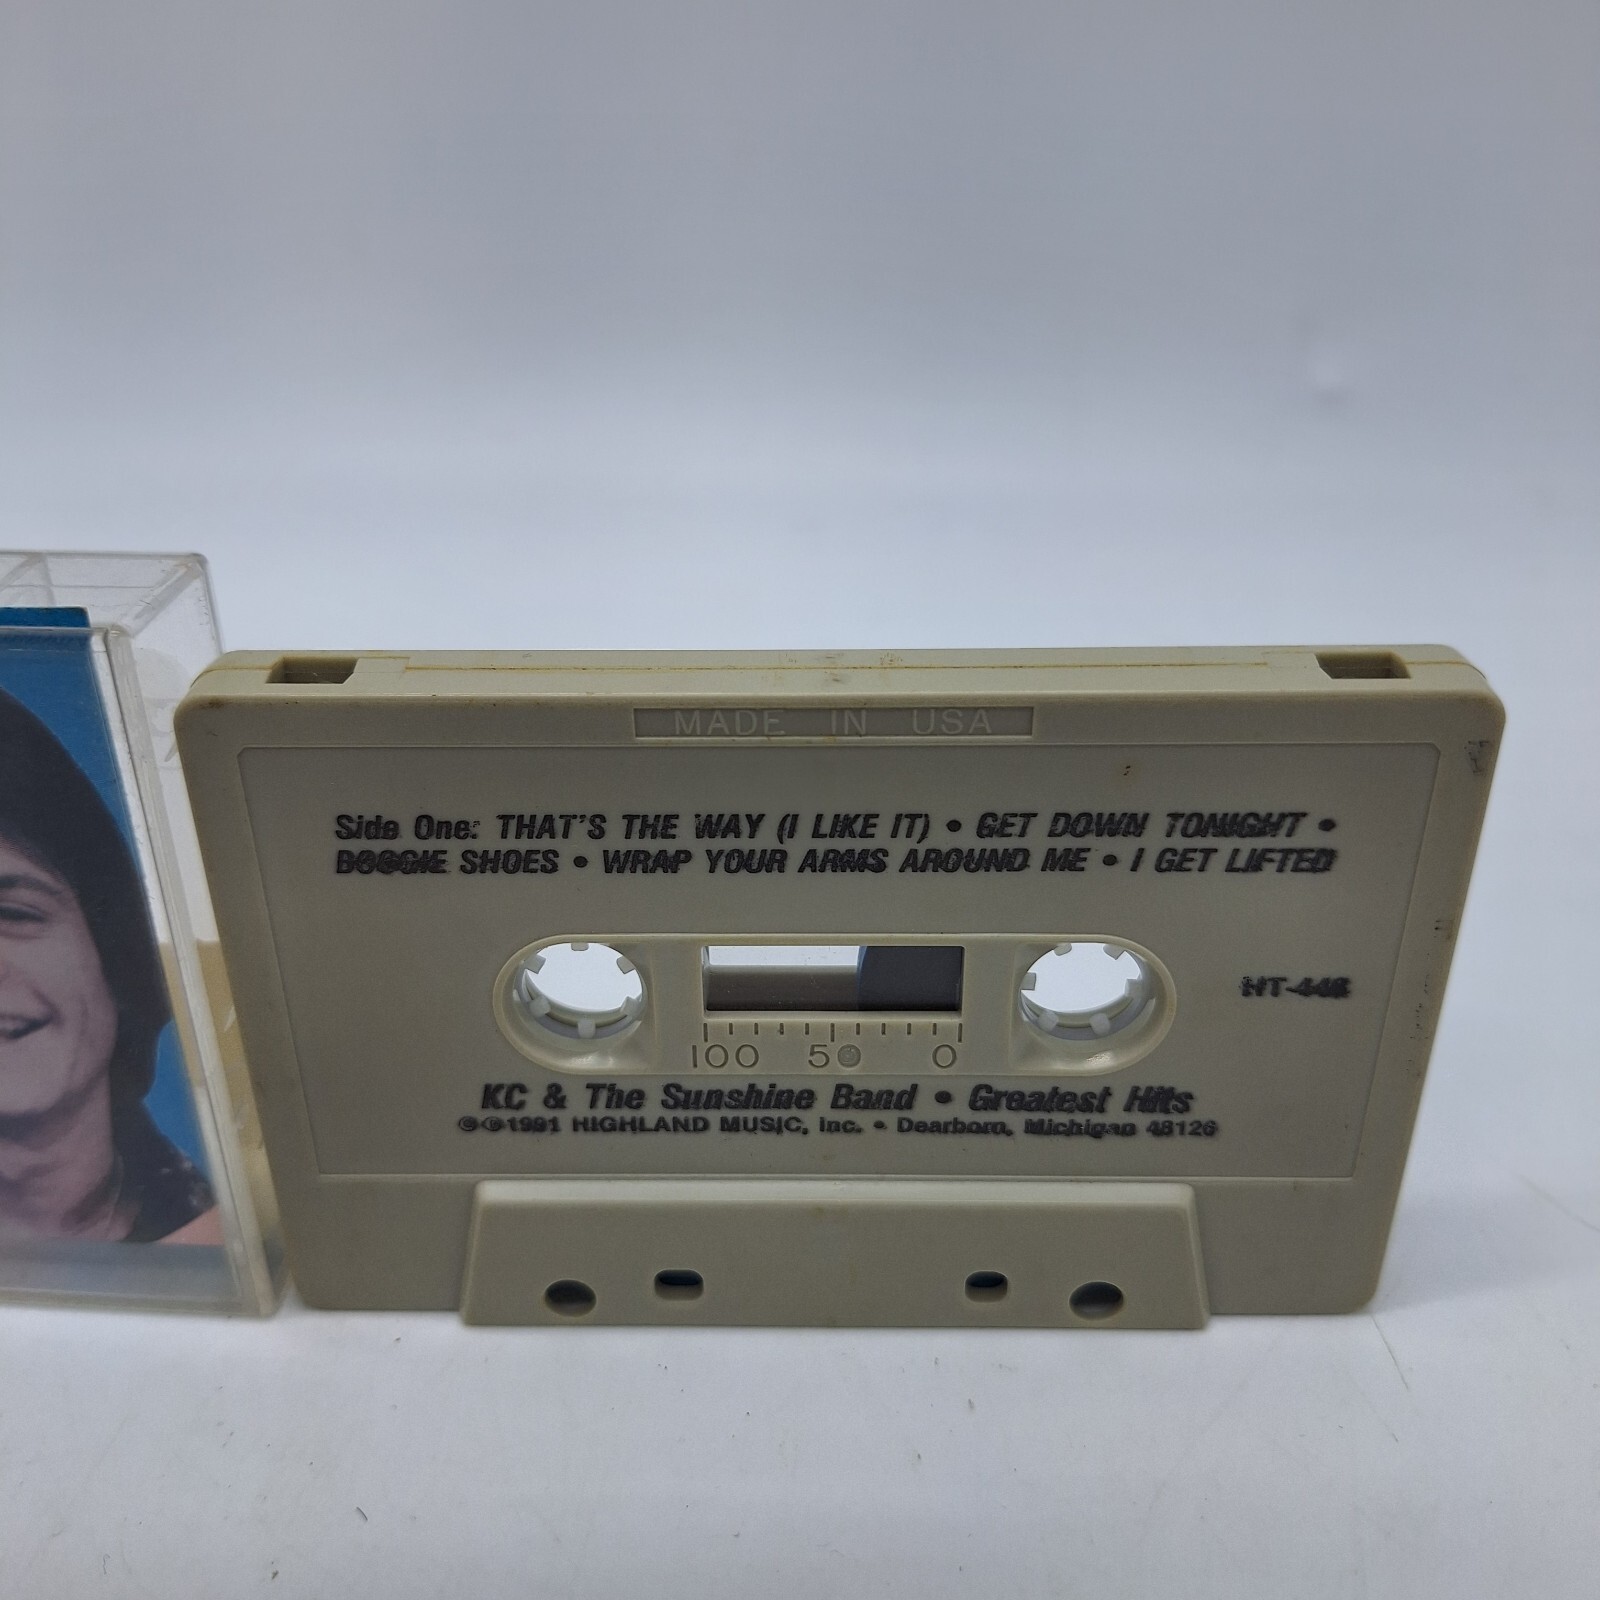 MADE IN USA
Side One: THAT'S THE WAY (I LIKE IT) • GET DOWN TONIGHT •
BOOGIE SHOES • WRAP YOUR ARMS AROUND ME • I GET LIFTED
100 50 0
KC & The Sunshine Band • Greatest Hits
℗©1991 HIGHLAND MUSIC, Inc. • Dearborn, Michigan 48126